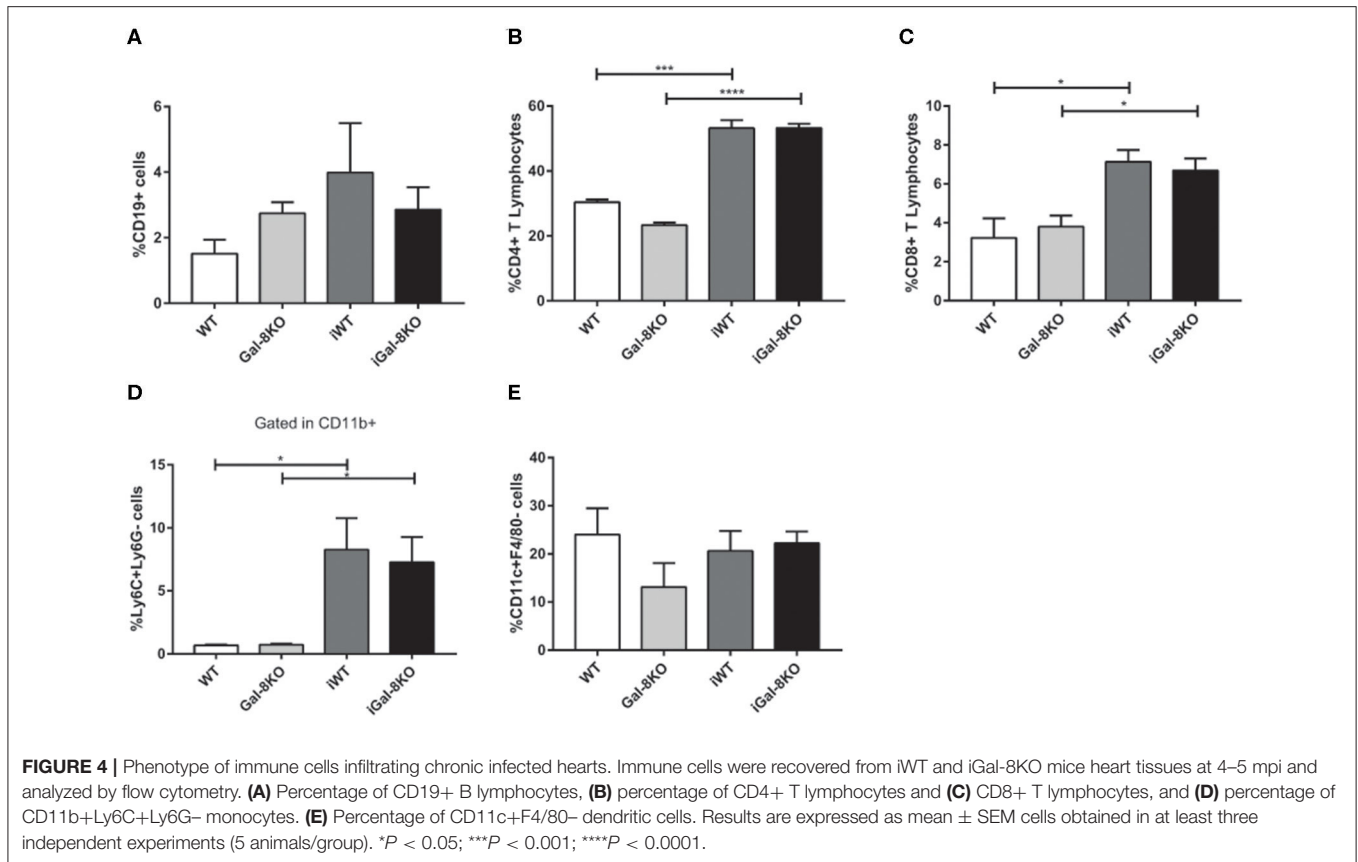 A
%CD19+ cells
6
4
2
0
WT
Gal-8KO
iWT
iGal-8KO
B
***
****
%CD4+ T Lymphocytes
60
40
20
0
WT
Gal-8KO
iWT
iGal-8KO
C
*
*
%CD8+ T Lymphocytes
10
8
6
4
2
0
WT
Gal-8KO
iWT
iGal-8KO
D
Gated in CD11b+
*
*
%Ly6C+Ly6G- cells
15
10
5
0
WT
Gal-8KO
iWT
iGal-8KO
E
%CD11c+F4/80- cells
40
30
20
10
0
WT
Gal-8KO
iWT
iGal-8KO
FIGURE 4 | Phenotype of immune cells infiltrating chronic infected hearts. Immune cells were recovered from iWT and iGal-8KO mice heart tissues at 4–5 mpi and
analyzed by flow cytometry. (A) Percentage of CD19+ B lymphocytes, (B) percentage of CD4+ T lymphocytes and (C) CD8+ T lymphocytes, and (D) percentage of
CD11b+Ly6C+Ly6G– monocytes. (E) Percentage of CD11c+F4/80– dendritic cells. Results are expressed as mean ± SEM cells obtained in at least three
independent experiments (5 animals/group). *P < 0.05; ***P < 0.001; ****P < 0.0001.